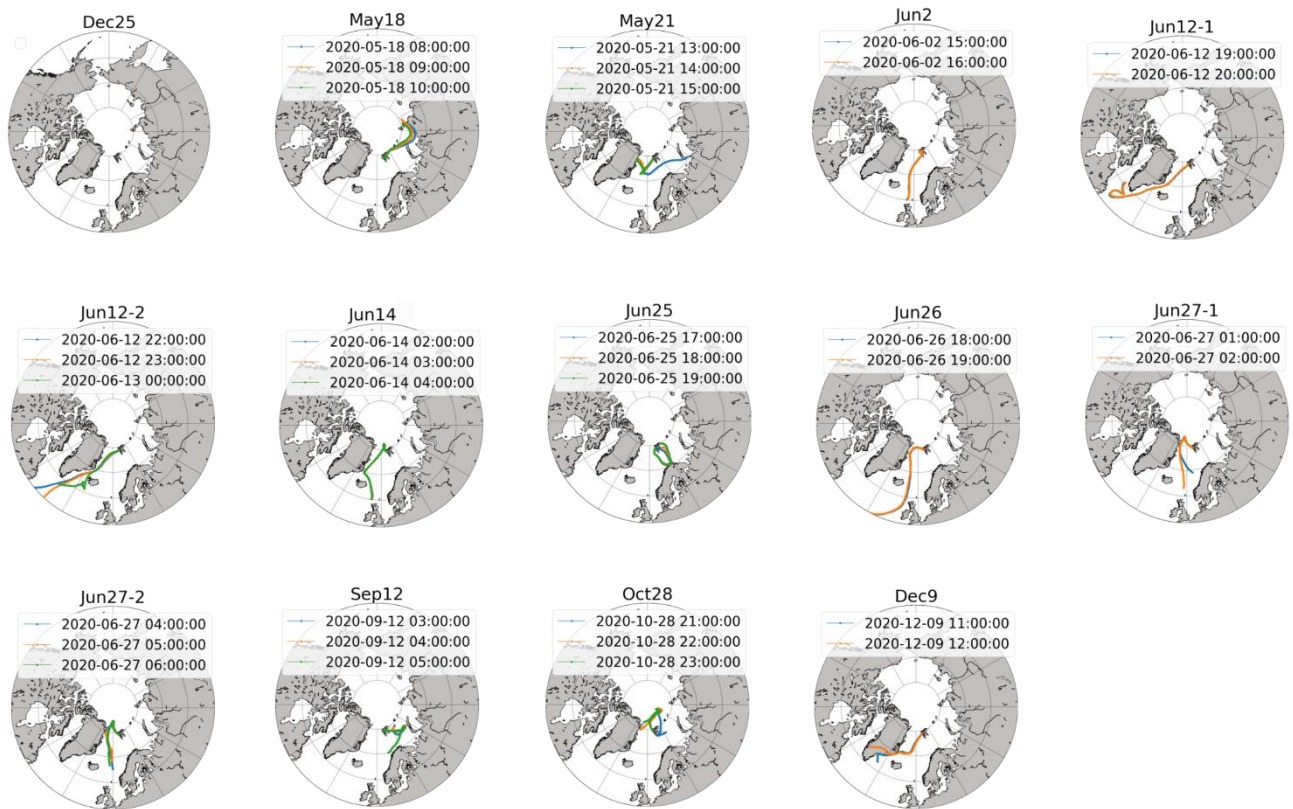 Dec25
May18
2020-05-18 08:00:00
2020-05-18 09:00:00
2020-05-18 10:00:00
May21
2020-05-21 13:00:00
2020-05-21 14:00:00
2020-05-21 15:00:00
Jun2
2020-06-02 15:00:00
2020-06-02 16:00:00
Jun12-1
2020-06-12 19:00:00
2020-06-12 20:00:00
Jun12-2
2020-06-12 22:00:00
2020-06-12 23:00:00
2020-06-13 00:00:00
Jun14
2020-06-14 02:00:00
2020-06-14 03:00:00
2020-06-14 04:00:00
Jun25
2020-06-25 17:00:00
2020-06-25 18:00:00
2020-06-25 19:00:00
Jun26
2020-06-26 18:00:00
2020-06-26 19:00:00
Jun27-1
2020-06-27 01:00:00
2020-06-27 02:00:00
Jun27-2
2020-06-27 04:00:00
2020-06-27 05:00:00
2020-06-27 06:00:00
Sep12
2020-09-12 03:00:00
2020-09-12 04:00:00
2020-09-12 05:00:00
Oct28
2020-10-28 21:00:00
2020-10-28 22:00:00
2020-10-28 23:00:00
Dec9
2020-12-09 11:00:00
2020-12-09 12:00:00